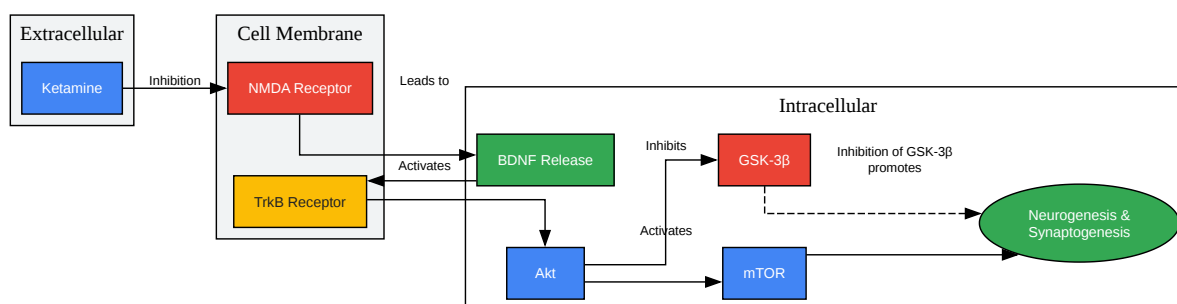 Extracellular
Cell Membrane
Ketamine
Inhibition
NMDA Receptor
Leads to
Intracellular
BDNF Release
Activates
Inhibits
GSK-3β
Inhibition of GSK-3β
promotes
TrkB Receptor
Neurogenesis &
Synaptogenesis
Activates
Akt
mTOR